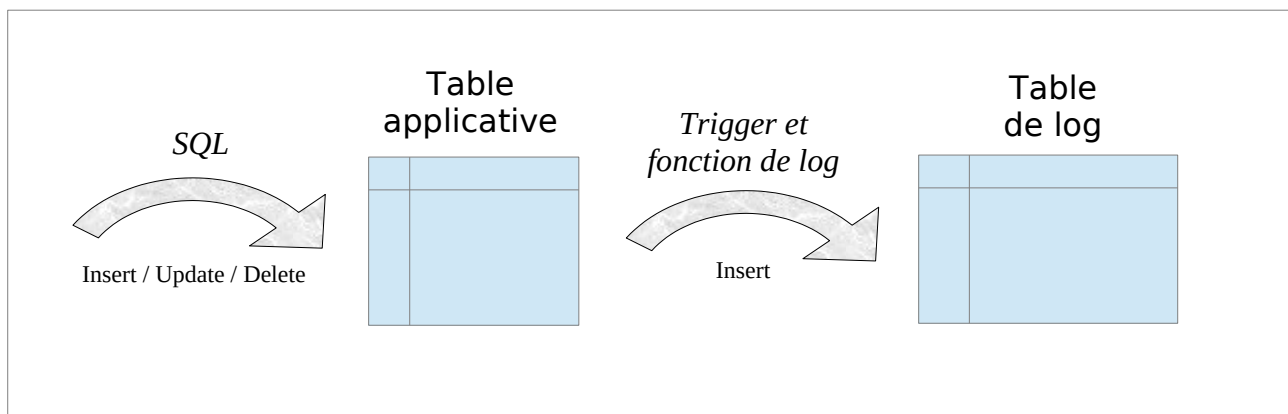 SQL
Insert / Update / Delete
Table
applicative
Trigger et
fonction de log
Insert
Table
de log